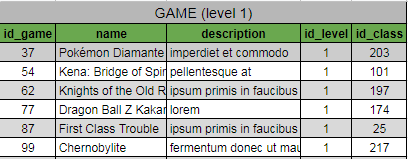 GAME (level 1)
id_game name description id_level id_class
37 Pokémon Diamante imperdiet et commodo 1 203
54 Kena: Bridge of Spir pellentesque at 1 101
62 Knights of the Old R ipsum primis in faucibus 1 197
77 Dragon Ball Z Kakar lorem 1 174
87 First Class Trouble ipsum primis in faucibus 1 25
99 Chernobylite fermentum donec ut mau 1 217